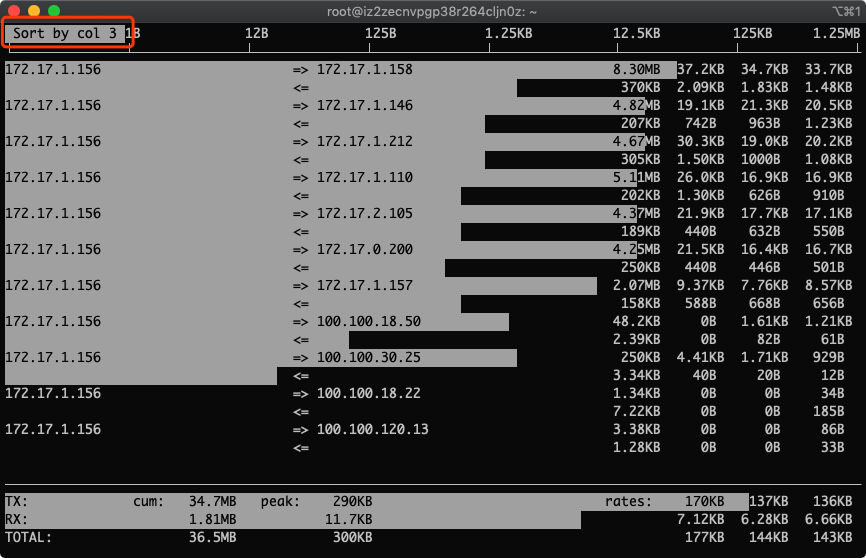 root@iz2zecnvpgp38r264cljn0z: ~ ⌥⌘1
Sort by col 3 1B 12B 125B 1.25KB 12.5KB 125KB 1.25MB
172.17.1.156 => 172.17.1.158 8.30MB 37.2KB 34.7KB 33.7KB
<= 370KB 2.09KB 1.83KB 1.48KB
172.17.1.156 => 172.17.1.146 4.82MB 19.1KB 21.3KB 20.5KB
<= 207KB 742B 963B 1.23KB
172.17.1.156 => 172.17.1.212 4.67MB 30.3KB 19.0KB 20.2KB
<= 305KB 1.50KB 1000B 1.08KB
172.17.1.156 => 172.17.1.110 5.11MB 26.0KB 16.9KB 16.9KB
<= 202KB 1.30KB 626B 910B
172.17.1.156 => 172.17.2.105 4.37MB 21.9KB 17.7KB 17.1KB
<= 189KB 440B 632B 550B
172.17.1.156 => 172.17.0.200 4.25MB 21.5KB 16.4KB 16.7KB
<= 250KB 440B 446B 501B
172.17.1.156 => 172.17.1.157 2.07MB 9.37KB 7.76KB 8.57KB
<= 158KB 588B 668B 656B
172.17.1.156 => 100.100.18.50 48.2KB 0B 1.61KB 1.21KB
<= 2.39KB 0B 82B 61B
172.17.1.156 => 100.100.30.25 250KB 4.41KB 1.71KB 929B
<= 3.34KB 40B 20B 12B
172.17.1.156 => 100.100.18.22 1.34KB 0B 0B 34B
<= 7.22KB 0B 0B 185B
172.17.1.156 => 100.100.120.13 3.38KB 0B 0B 86B
<= 1.28KB 0B 0B 33B
TX: cum: 34.7MB peak: 290KB rates: 170KB 137KB 136KB
RX: 1.81MB 11.7KB 7.12KB 6.28KB 6.66KB
TOTAL: 36.5MB 300KB 177KB 144KB 143KB